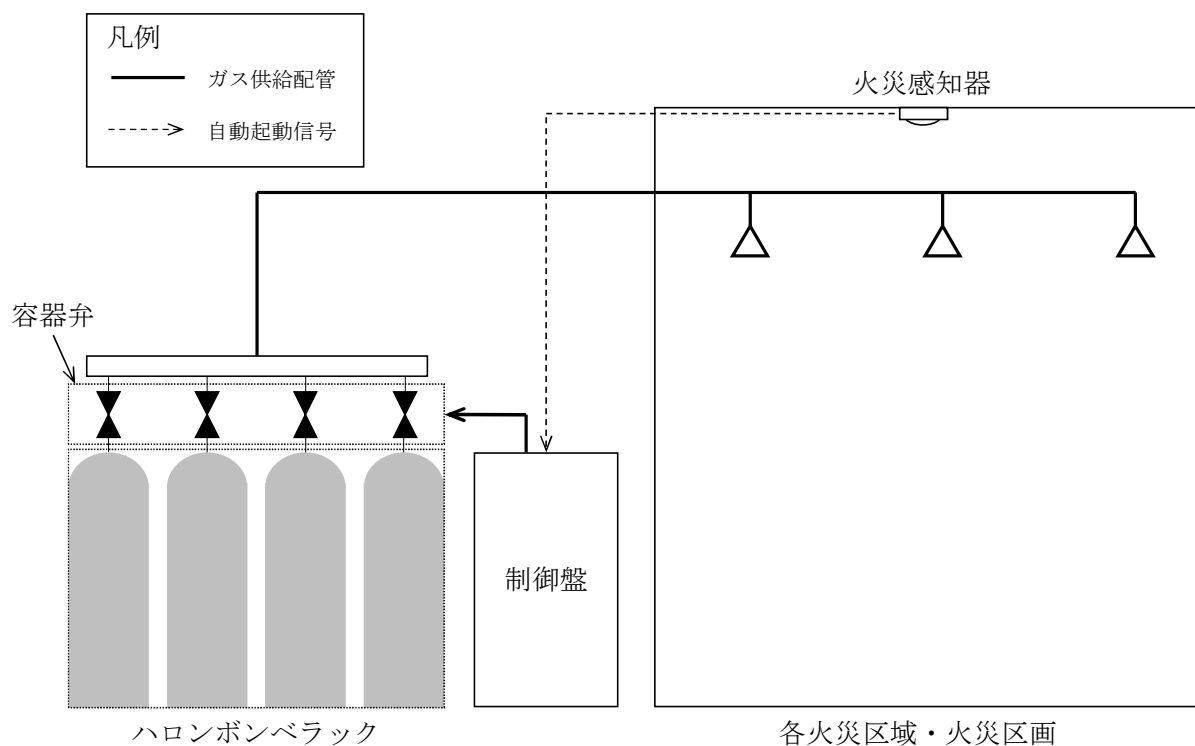 凡例
ガス供給配管
自動起動信号
火災感知器
容器弁
制御盤
ハロンボンベラック
各火災区域・火災区画